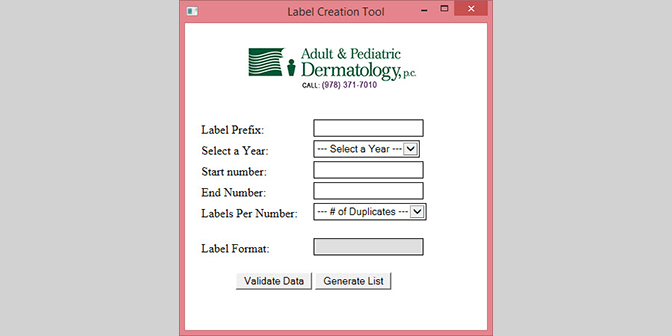 Label Creation Tool
Adult & Pediatric
Dermatology, p.c.
CALL: (978) 371-7010
Label Prefix:
Select a Year: --- Select a Year ---
Start number:
End Number:
Labels Per Number: --- # of Duplicates ---
Label Format:
Validate Data Generate List